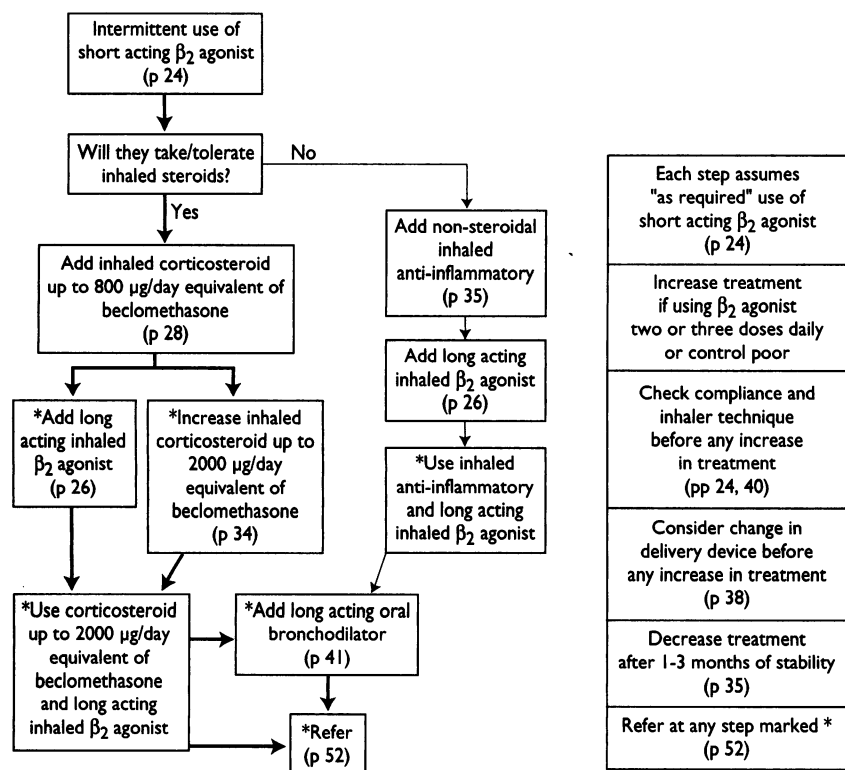 Intermittent use of
short acting β₂ agonist
(p 24)
Will they take/tolerate
inhaled steroids?
No
Yes
Add inhaled corticosteroid
up to 800 µg/day equivalent of
beclomethasone
(p 28)
Add non-steroidal
inhaled
anti-inflammatory
(p 35)
Add long acting
inhaled β₂ agonist
(p 26)
*Add long
acting inhaled
β₂ agonist
(p 26)
*Increase inhaled
corticosteroid up to
2000 µg/day
equivalent of
beclomethasone
(p 34)
*Use inhaled
anti-inflammatory
and long acting
inhaled β₂ agonist
*Use corticosteroid
up to 2000 µg/day
equivalent of
beclomethasone
and long acting
inhaled β₂ agonist
*Add long acting oral
bronchodilator
(p 41)
*Refer
(p 52)
Each step assumes
"as required" use of
short acting β₂ agonist
(p 24)
Increase treatment
if using β₂ agonist
two or three doses daily
or control poor
Check compliance and
inhaler technique
before any increase
in treatment
(pp 24, 40)
Consider change in
delivery device before
any increase in treatment
(p 38)
Decrease treatment
after 1-3 months of stability
(p 35)
Refer at any step marked *
(p 52)